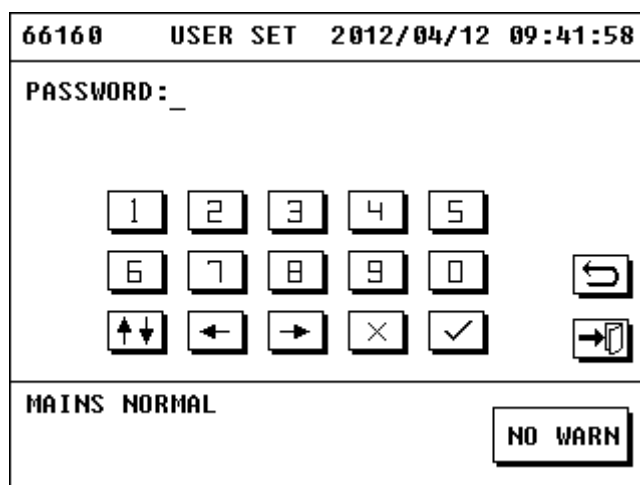 66160 USER SET 2012/04/12 09:41:58
PASSWORD:_
1 2 3 4 5
6 7 8 9 0
MAINS NORMAL
NO WARN